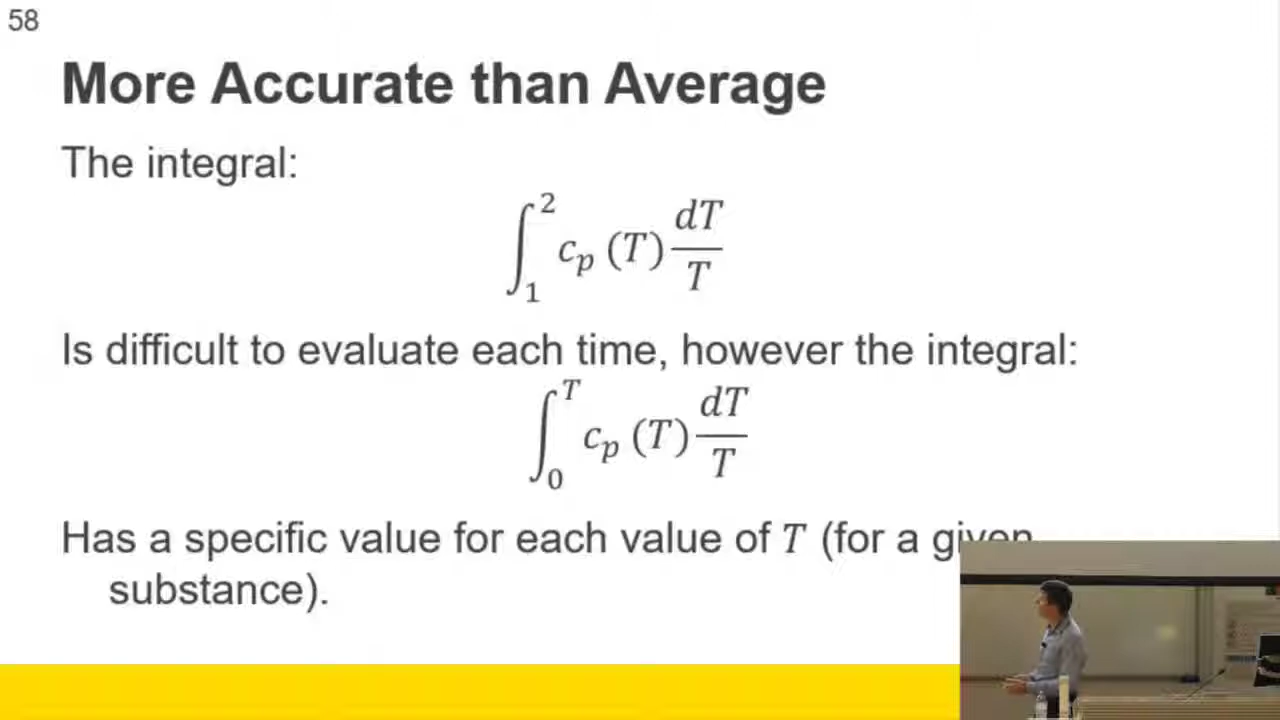 58
More Accurate than Average
The integral:
∫₁² c_p (T) dT/T
Is difficult to evaluate each time, however the integral:
∫₀ᵀ c_p (T) dT/T
Has a specific value for each value of T (for a given
substance).